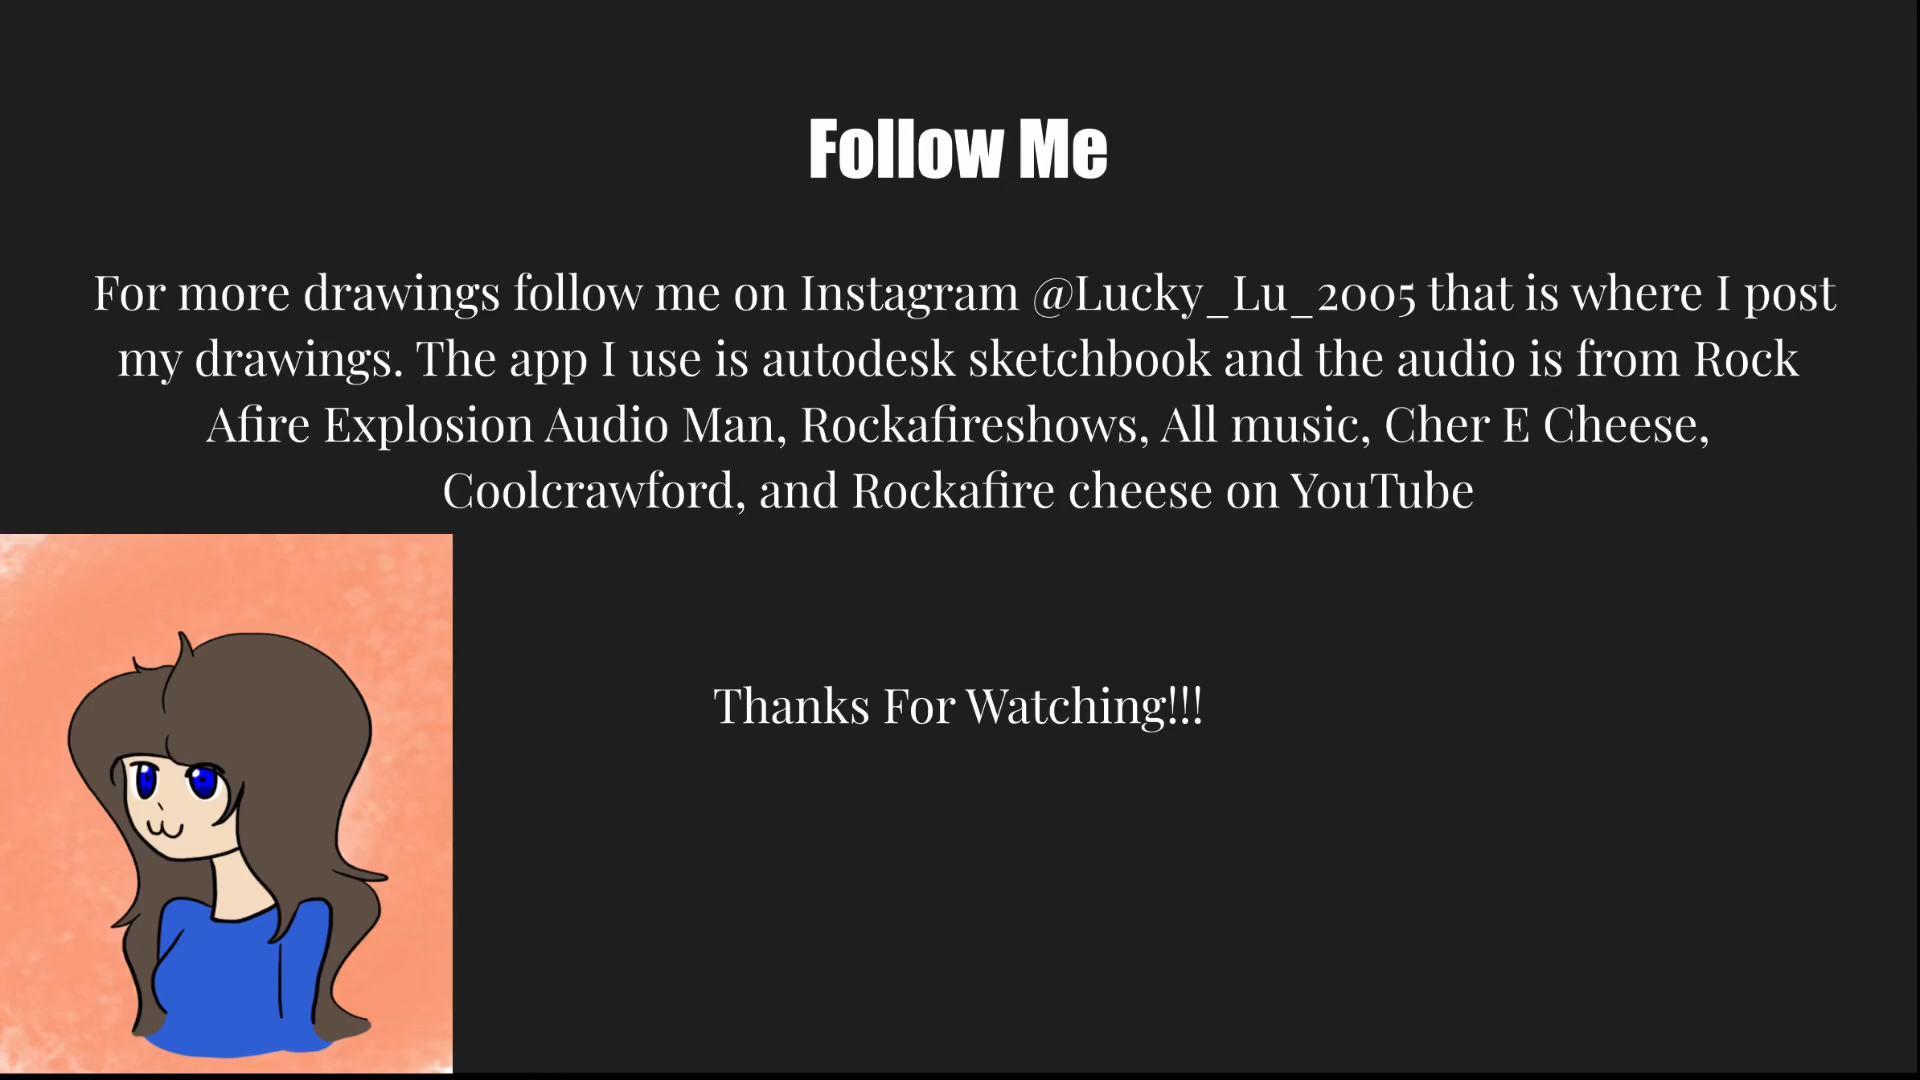 Follow Me
For more drawings follow me on Instagram @Lucky_Lu_2005 that is where I post
my drawings. The app I use is autodesk sketchbook and the audio is from Rock
Afire Explosion Audio Man, Rockafireshows, All music, Cher E Cheese,
Coolcrawford, and Rockafire cheese on YouTube
Thanks For Watching!!!